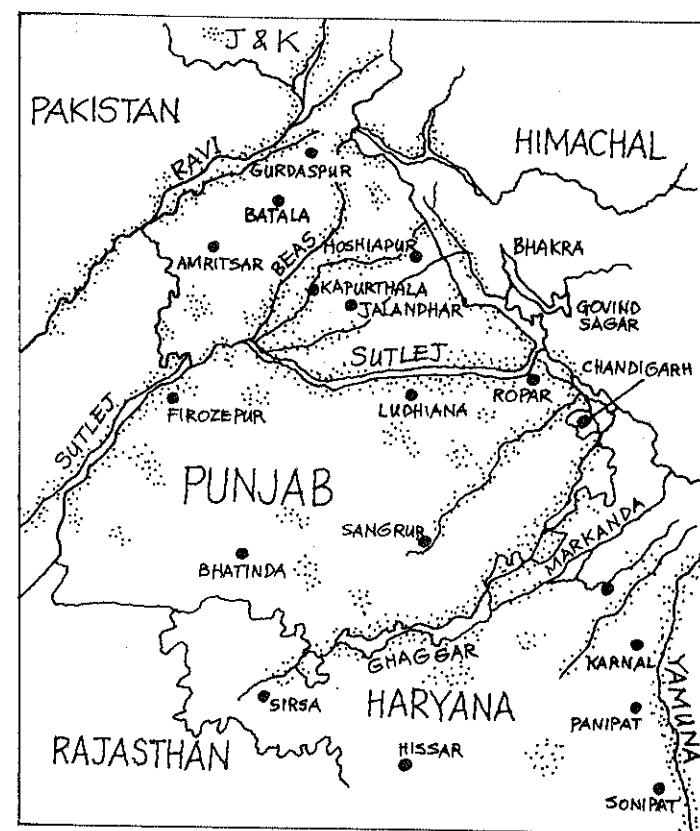 J & K
PAKISTAN
HIMACHAL
RAVI
GURDASPUR
BATALA
AMRITSAR
BEAS
HOSHIAPUR
BHAKRA
KAPURTHALA
JALANDHAR
GOVIND
SAGAR
SUTLEJ
CHANDIGARH
ROPAR
SUTLEJ
FIROZEPUR
LUDHIANA
PUNJAB
SANGRUR
MARKANDA
BHATINDA
GHAGGAR
KARNAL
YAMUNA
SIRSA
HARYANA
PANIPAT
RAJASTHAN
HISSAR
SONIPAT